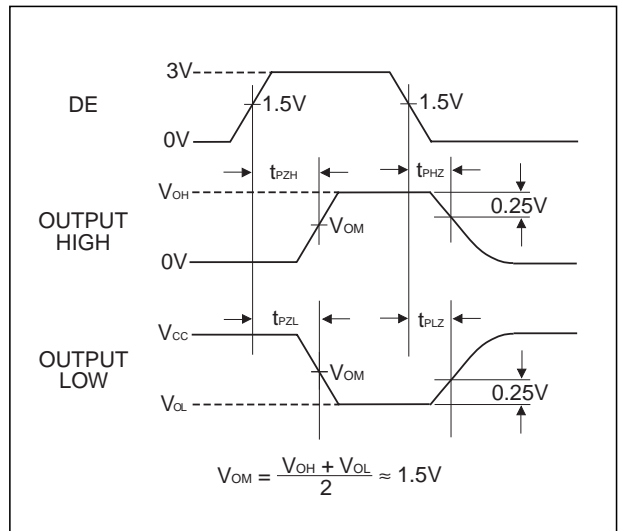 3V
DE
1.5V
1.5V
0V
tPZH
tPHZ
VOH
0.25V
OUTPUT
HIGH
VOM
0V
tPZL
tPLZ
VCC
OUTPUT
LOW
VOM
0.25V
VOL
VOM = VOH + VOL / 2 ≈ 1.5V